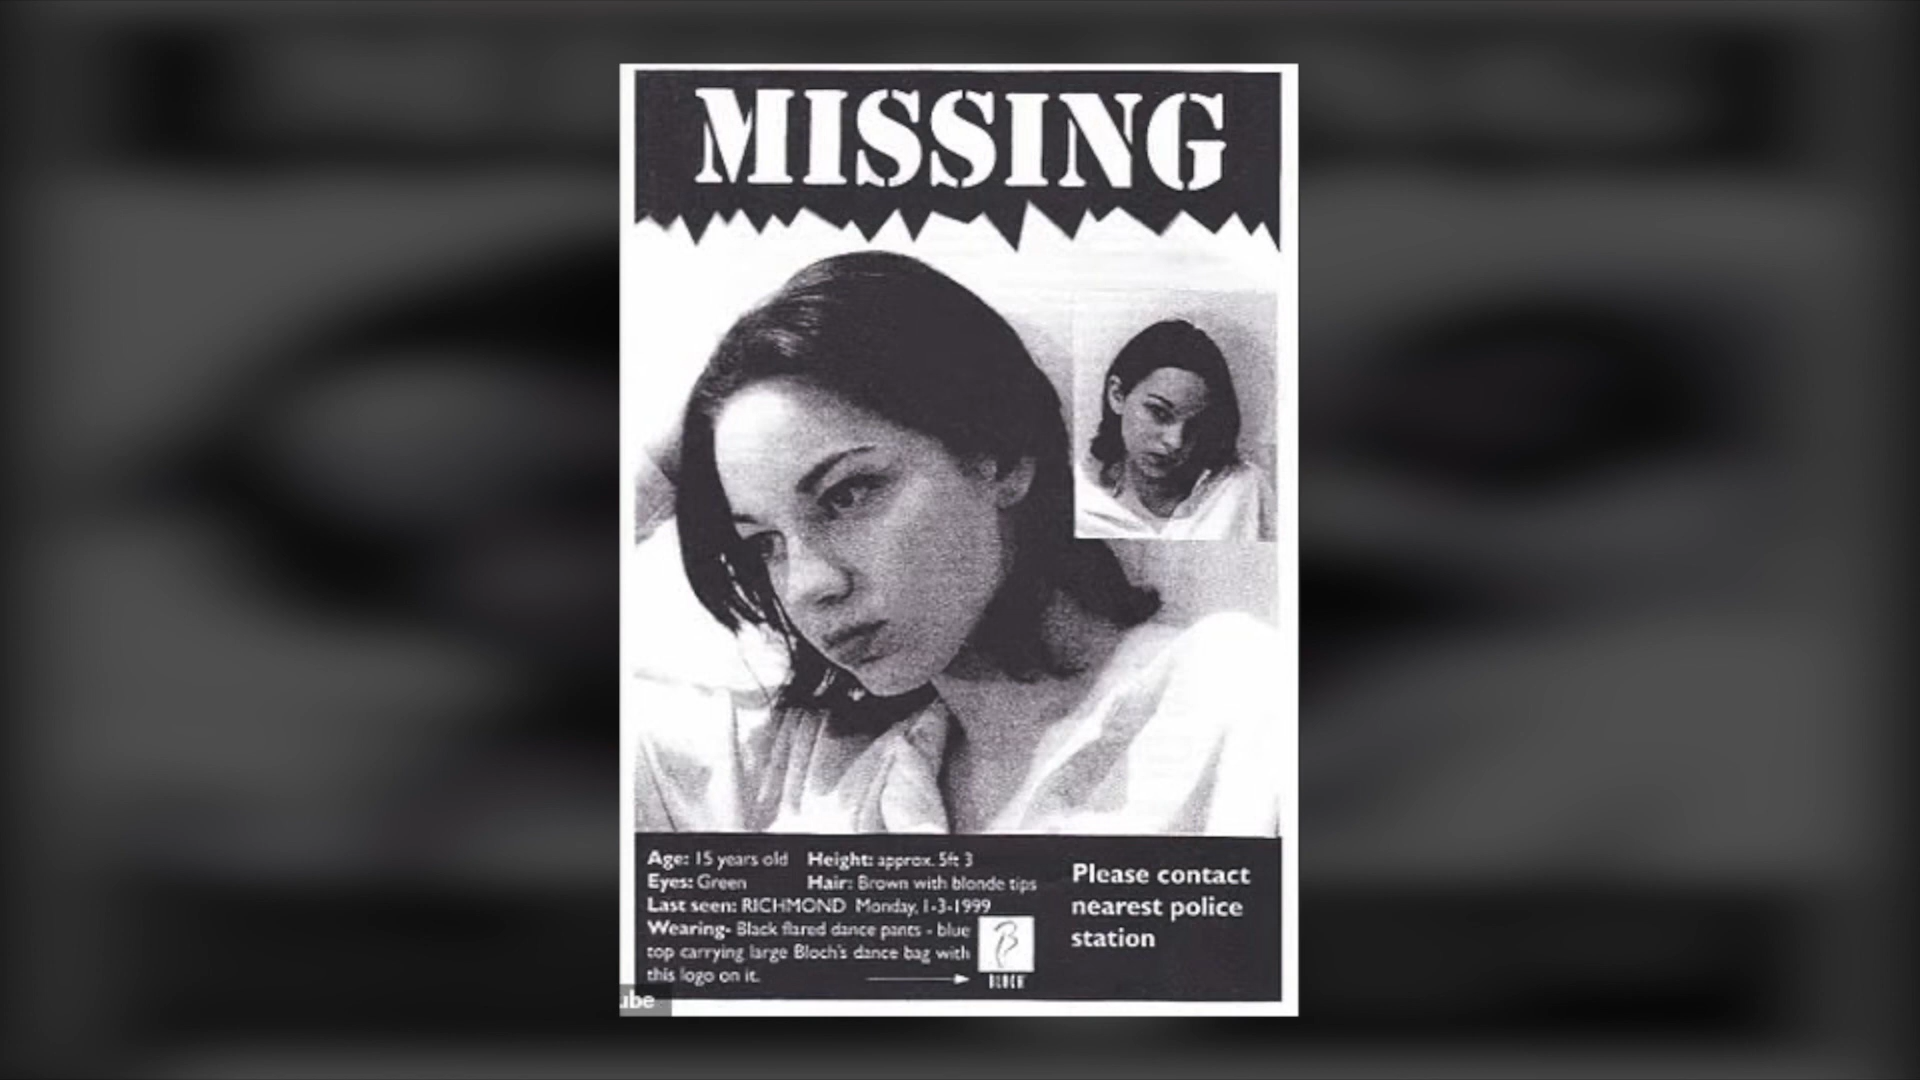 MISSING
Age: 15 years old Height: approx. 5ft 3
Eyes: Green Hair: Brown with blonde tips
Last seen: RICHMOND Monday, 1-3-1999
Wearing- Black flared dance pants - blue
top carrying large Bloch's dance bag with
this logo on it.
B
BLOCH
Please contact
nearest police
station
ube